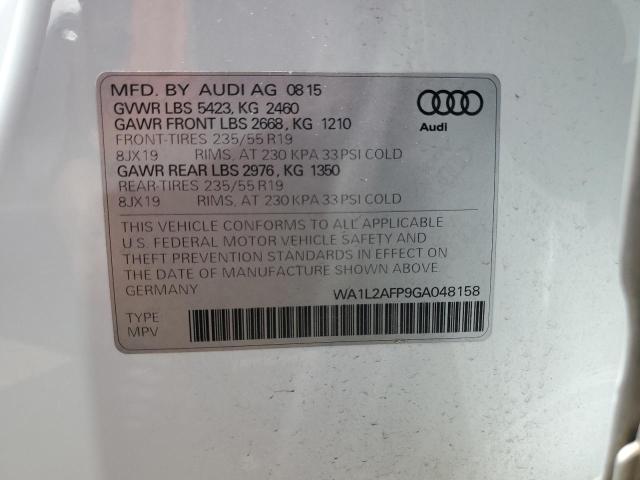 MFD. BY AUDI AG 08 15
GVWR LBS 5423, KG 2460
GAWR FRONT LBS 2668, KG 1210
FRONT-TIRES 235/55 R19
8JX19 RIMS, AT 230 KPA 33 PSI COLD
GAWR REAR LBS 2976, KG 1350
REAR-TIRES 235/55 R19
8JX19 RIMS, AT 230 KPA 33 PSI COLD
Audi
THIS VEHICLE CONFORMS TO ALL APPLICABLE
U.S. FEDERAL MOTOR VEHICLE SAFETY AND
THEFT PREVENTION STANDARDS IN EFFECT ON
THE DATE OF MANUFACTURE SHOWN ABOVE.
GERMANY WA1L2AFP9GA048158
TYPE
MPV